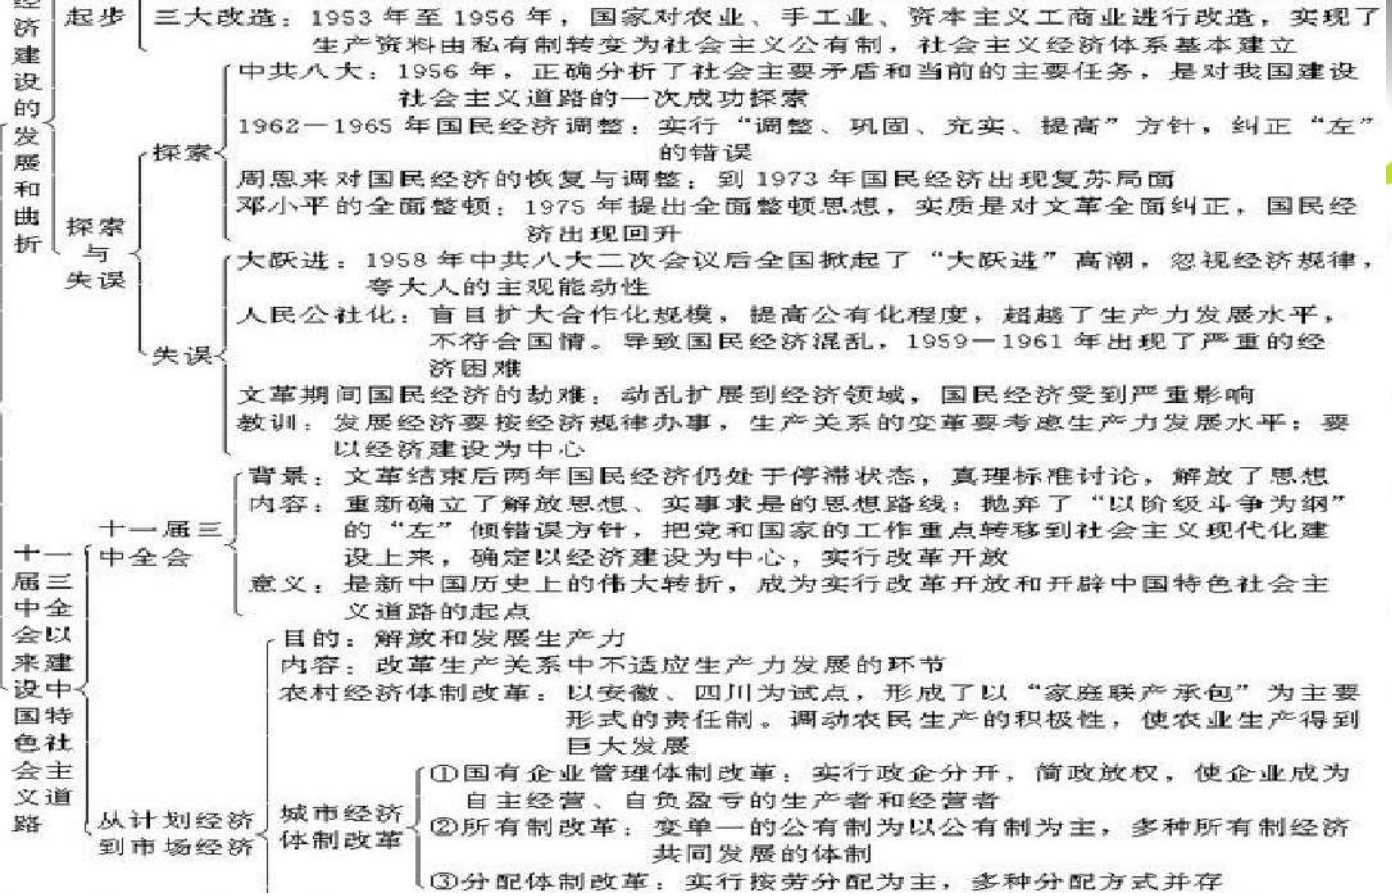 经济建设的发展和曲折
起步
三大改造：1953 年至 1956 年，国家对农业、手工业、资本主义工商业进行改造，实现了
生产资料由私有制转变为社会主义公有制，社会主义经济体系基本建立
探索与失误
探索
中共八大：1956 年，正确分析了社会主要矛盾和当前的主要任务，是对我国建设
社会主义道路的一次成功探索
1962－1965 年国民经济调整：实行“调整、巩固、充实、提高”方针，纠正“左”
的错误
周恩来对国民经济的恢复与调整：到 1973 年国民经济出现复苏局面
邓小平的全面整顿：1975 年提出全面整顿思想，实质是对文革全面纠正，国民经
济出现回升
失误
大跃进：1958 年中共八大二次会议后全国掀起了“大跃进”高潮，忽视经济规律，
夸大人的主观能动性
人民公社化：盲目扩大合作化规模，提高公有化程度，超越了生产力发展水平，
不符合国情。导致国民经济混乱，1959－1961 年出现了严重的经
济困难
文革期间国民经济的劫难：动乱扩展到经济领域，国民经济受到严重影响
教训：发展经济要按经济规律办事，生产关系的变革要考虑生产力发展水平；要
以经济建设为中心
十一届三中全会以来建设中国特色社会主义道路
十一届三
中全会
背景：文革结束后两年国民经济仍处于停滞状态，真理标准讨论，解放了思想
内容：重新确立了解放思想、实事求是的思想路线；抛弃了“以阶级斗争为纲”
的“左”倾错误方针，把党和国家的工作重点转移到社会主义现代化建
设上来，确定以经济建设为中心，实行改革开放
意义：是新中国历史上的伟大转折，成为实行改革开放和开辟中国特色社会主
义道路的起点
从计划经济
到市场经济
目的：解放和发展生产力
内容：改革生产关系中不适应生产力发展的环节
农村经济体制改革：以安徽、四川为试点，形成了以“家庭联产承包”为主要
形式的责任制。调动农民生产的积极性，使农业生产得到
巨大发展
城市经济
体制改革
①国有企业管理体制改革：实行政企分开，简政放权，使企业成为
自主经营、自负盈亏的生产者和经营者
②所有制改革：变单一的公有制为以公有制为主，多种所有制经济
共同发展的体制
③分配体制改革：实行按劳分配为主，多种分配方式并存